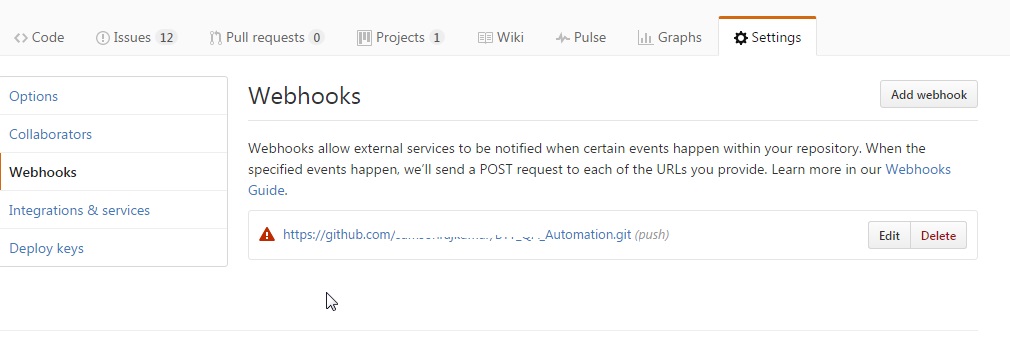 Code Issues 12 Pull requests 0 Projects 1 Wiki Pulse Graphs Settings
Options
Collaborators
Webhooks
Integrations & services
Deploy keys
Webhooks
Add webhook
Webhooks allow external services to be notified when certain events happen within your repository. When the
specified events happen, we’ll send a POST request to each of the URLs you provide. Learn more in our Webhooks
Guide.
https://github.com/ _Automation.git (push) Edit Delete